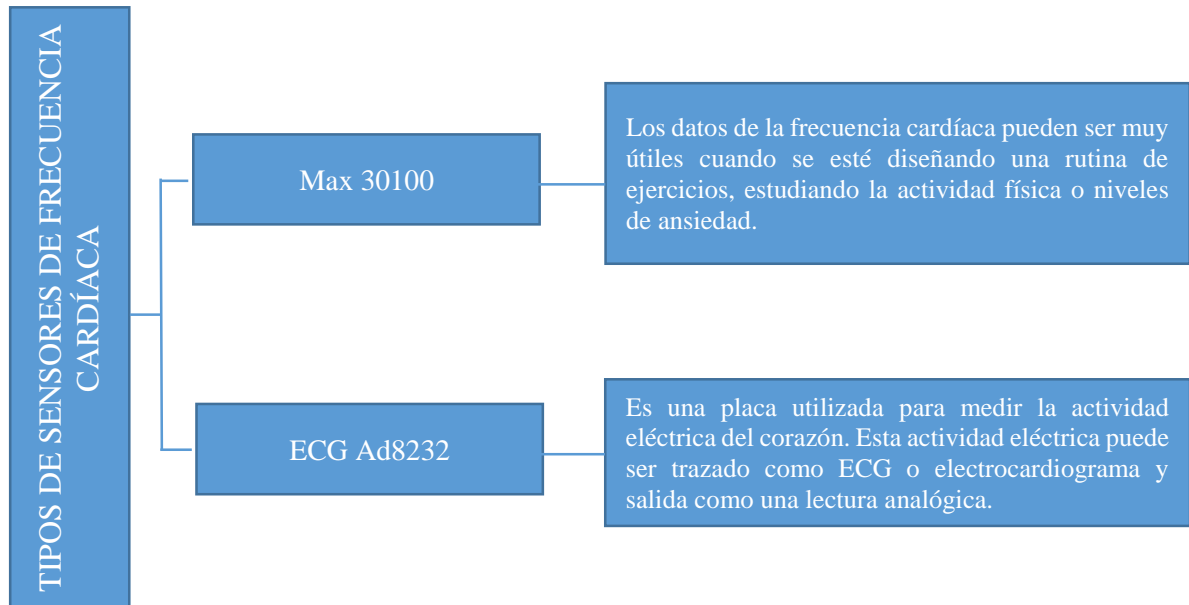 TIPOS DE SENSORES DE FRECUENCIA
CARDÍACA
Max 30100
Los datos de la frecuencia cardíaca pueden ser muy
útiles cuando se esté diseñando una rutina de
ejercicios, estudiando la actividad física o niveles
de ansiedad.
ECG Ad8232
Es una placa utilizada para medir la actividad
eléctrica del corazón. Esta actividad eléctrica puede
ser trazado como ECG o electrocardiograma y
salida como una lectura analógica.